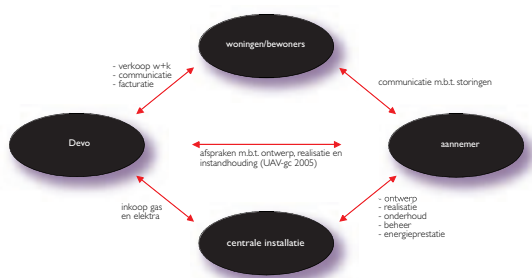 woningen/bewoners
- verkoop w+k
- communicatie
- facturatie
communicatie m.b.t. storingen
Devo
aannemer
afspraken m.b.t. ontwerp, realisatie en
instandhouding (UAV-gc 2005)
inkoop gas
en elektra
- ontwerp
- realisatie
- onderhoud
- beheer
- energieprestatie
centrale installatie